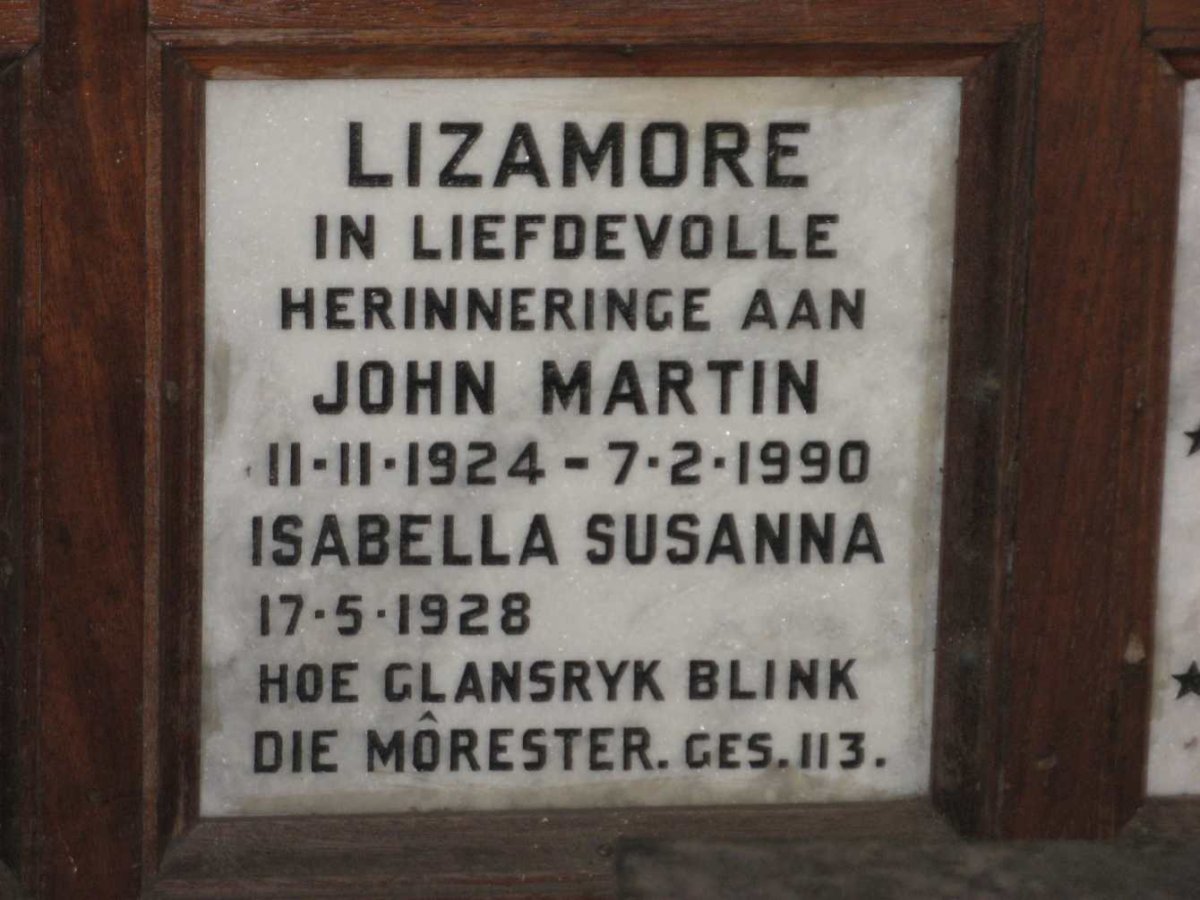 LIZAMORE
IN LIEFDEVOLLE
HERINNERINGE AAN
JOHN MARTIN
11·11·1924 - 7·2·1990
ISABELLA SUSANNA
17·5·1928
HOE GLANSRYK BLINK
DIE MÔRESTER. GES. 113.